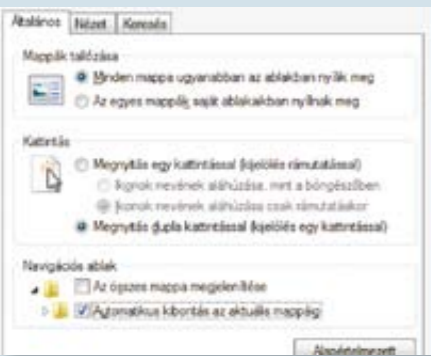 Általános Nézet Keresés
Mappák tallózása
Minden mappa ugyanabban az ablakban nyílik meg
Az egyes mappák saját ablakaikban nyílnak meg
Kattintás
Megnyitás egy kattintással (kijelölés rámutatással)
Ikonok nevének aláhúzása, mint a böngészőben
Ikonok nevének aláhúzása csak rámutatáskor
Megnyitás dupla kattintással (kijelölés egy kattintással)
Navigációs ablak
Az összes mappa megjelenítése
Automatikus kibontás az aktuális mappáig
Alapértelmezett